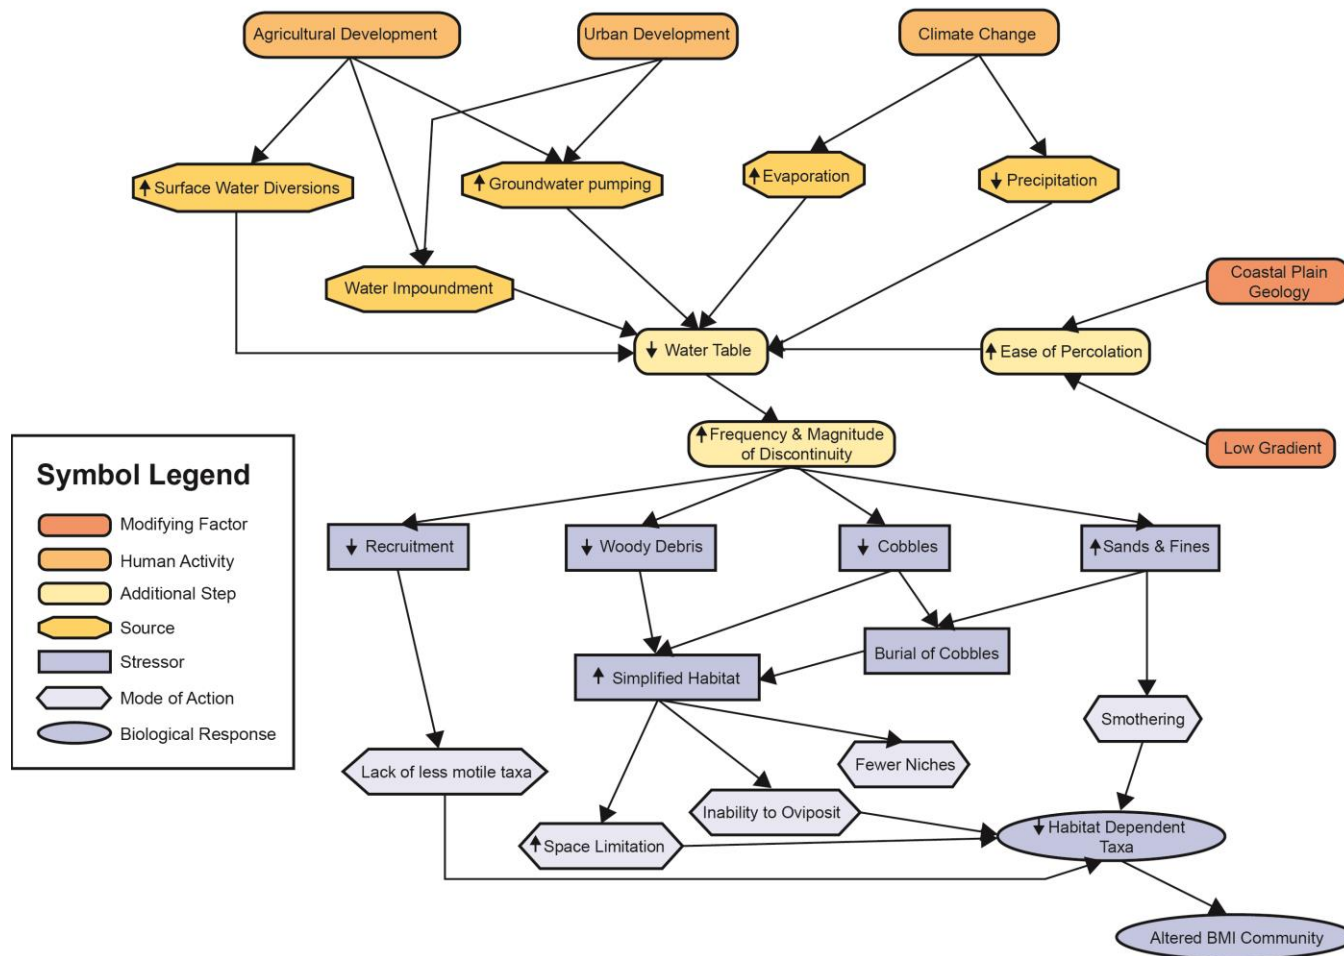 Agricultural Development
Urban Development
Climate Change
↑ Surface Water Diversions
↑ Groundwater pumping
↑ Evaporation
↓ Precipitation
Water Impoundment
Coastal Plain
Geology
↓ Water Table
↑ Ease of Percolation
↑ Frequency & Magnitude
of Discontinuity
Low Gradient
Symbol Legend
Modifying Factor
Human Activity
Additional Step
Source
Stressor
Mode of Action
Biological Response
↓ Recruitment
↓ Woody Debris
↓ Cobbles
↑ Sands & Fines
Burial of Cobbles
↑ Simplified Habitat
Smothering
Lack of less motile taxa
Fewer Niches
Inability to Oviposit
↑ Space Limitation
↓ Habitat Dependent
Taxa
Altered BMI Community